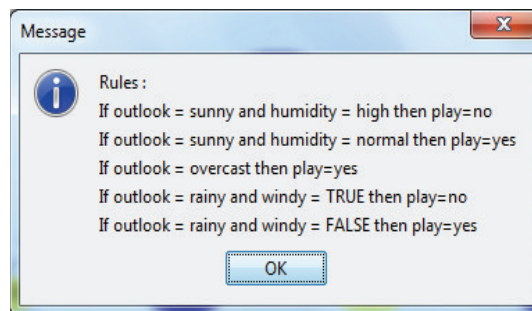 Message
Rules :
If outlook = sunny and humidity = high then play=no
If outlook = sunny and humidity = normal then play=yes
If outlook = overcast then play=yes
If outlook = rainy and windy = TRUE then play=no
If outlook = rainy and windy = FALSE then play=yes
OK